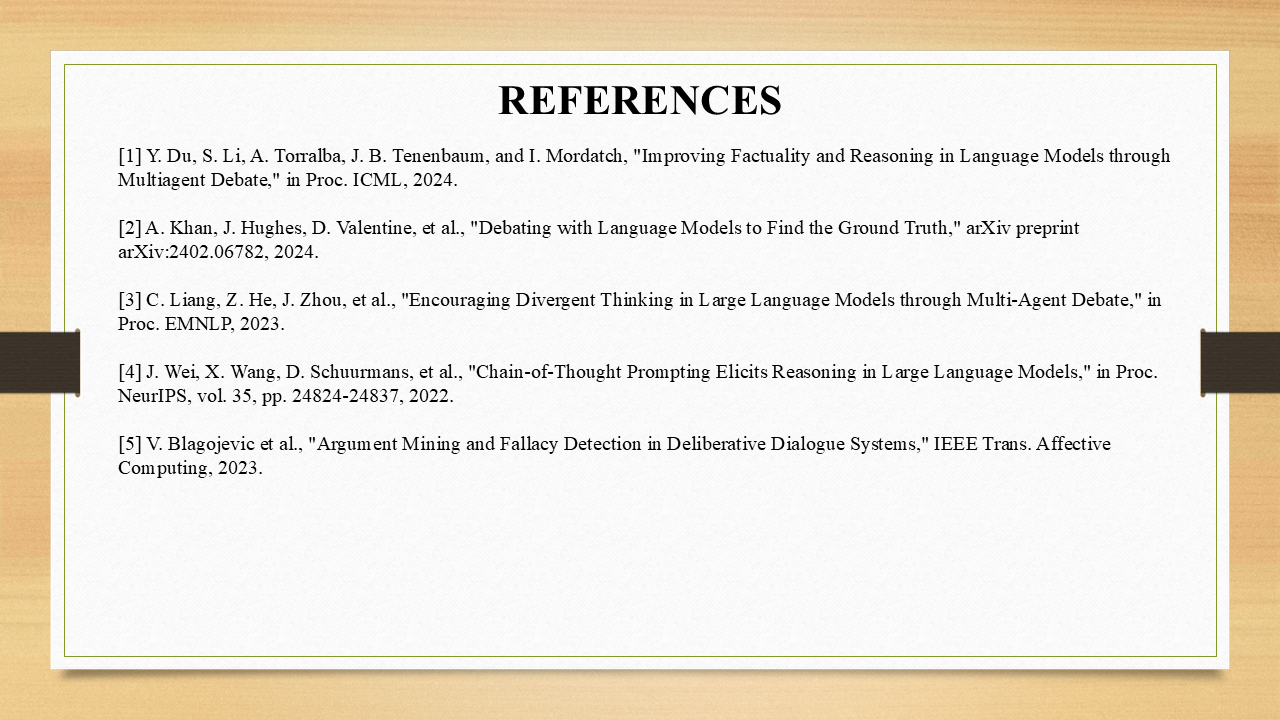 REFERENCES
[1] Y. Du, S. Li, A. Torralba, J. B. Tenenbaum, and I. Mordatch, "Improving Factuality and Reasoning in Language Models through
Multiagent Debate," in Proc. ICML, 2024.
[2] A. Khan, J. Hughes, D. Valentine, et al., "Debating with Language Models to Find the Ground Truth," arXiv preprint
arXiv:2402.06782, 2024.
[3] C. Liang, Z. He, J. Zhou, et al., "Encouraging Divergent Thinking in Large Language Models through Multi-Agent Debate," in
Proc. EMNLP, 2023.
[4] J. Wei, X. Wang, D. Schuurmans, et al., "Chain-of-Thought Prompting Elicits Reasoning in Large Language Models," in Proc.
NeurIPS, vol. 35, pp. 24824-24837, 2022.
[5] V. Blagojevic et al., "Argument Mining and Fallacy Detection in Deliberative Dialogue Systems," IEEE Trans. Affective
Computing, 2023.